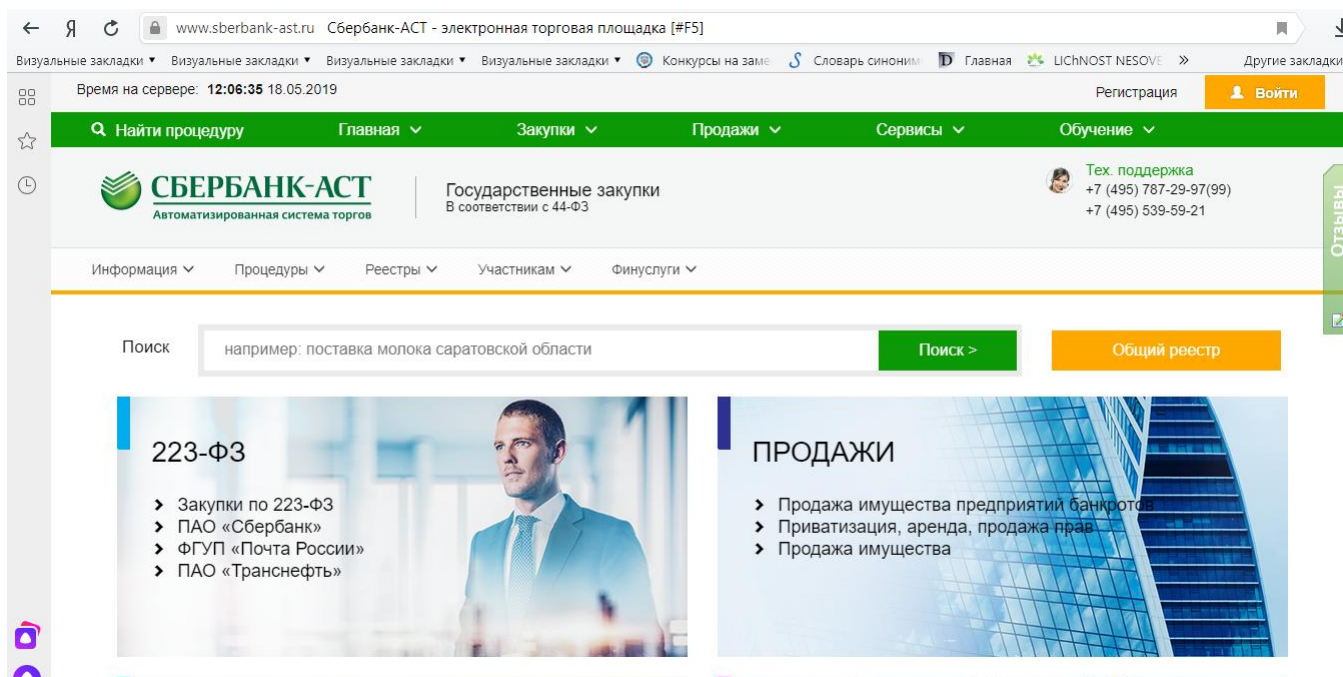 Я www.sberbank-ast.ru Сбербанк-АСТ - электронная торговая площадка [#F5]
Визуальные закладки Визуальные закладки Визуальные закладки Визуальные закладки Конкурсы на заме Словарь синоним Главная LIChNOST NESOVE » Другие закладки
Время на сервере: 12:06:35 18.05.2019 Регистрация Войти
Найти процедуру Главная Закупки Продажи Сервисы Обучение
СБЕРБАНК-АСТ
Автоматизированная система торгов
Государственные закупки
В соответствии с 44-ФЗ
Тех. поддержка
+7 (495) 787-29-97(99)
+7 (495) 539-59-21
Отзывы
Информация Процедуры Реестры Участникам Финуслуги
Поиск например: поставка молока саратовской области Поиск > Общий реестр
223-ФЗ
Закупки по 223-ФЗ
ПАО «Сбербанк»
ФГУП «Почта России»
ПАО «Транснефть»
ПРОДАЖИ
Продажа имущества предприятий банкротов
Приватизация, аренда, продажа прав
Продажа имущества